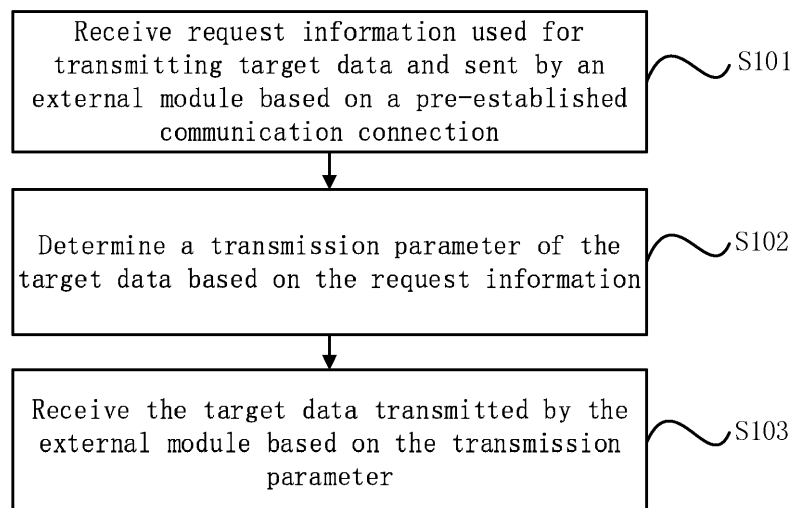 Receive request information used for
transmitting target data and sent by an
external module based on a pre-established
communication connection
S101
Determine a transmission parameter of the
target data based on the request information
S102
Receive the target data transmitted by the
external module based on the transmission
parameter
S103